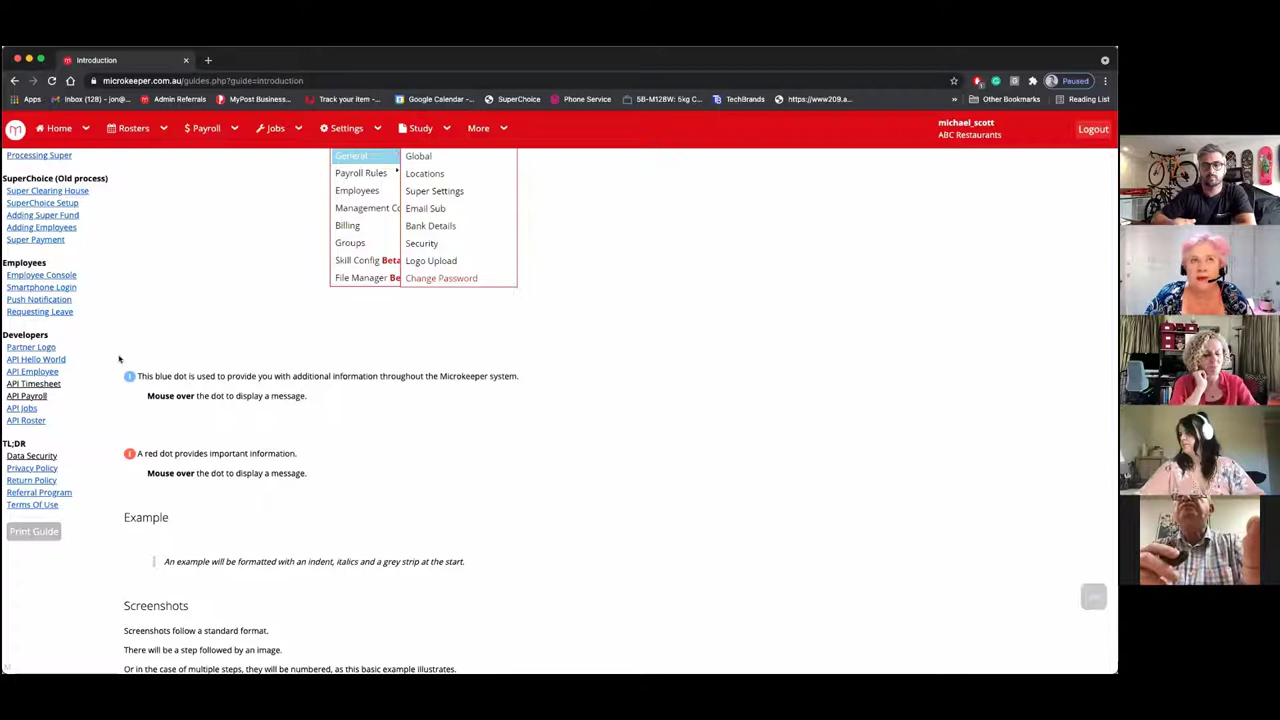 Introduction
microkeeper.com.au/guides.php?guide=introduction
Paused
Apps
Inbox (128) – jon@...
Admin Referrals
MyPost Business...
Track your item -...
Google Calendar -...
SuperChoice
Phone Service
5B-M128W: 5kg C...
TechBrands
https://www209.a...
Other Bookmarks
Reading List
Home
Rosters
Payroll
Jobs
Settings
Study
More
michael_scott
ABC Restaurants
Logout
Processing Super
SuperChoice (Old process)
Super Clearing House
SuperChoice Setup
Adding Super Fund
Adding Employees
Super Payment
Employees
Employee Console
Smartphone Login
Push Notification
Requesting Leave
Developers
Partner Logo
API Hello World
API Employee
API Timesheet
API Payroll
API Jobs
API Roster
TL;DR
Data Security
Privacy Policy
Return Policy
Referral Program
Terms Of Use
Print Guide
General
Payroll Rules
Employees
Management Co
Billing
Groups
Skill Config Beta
File Manager Be
Global
Locations
Super Settings
Email Sub
Bank Details
Security
Logo Upload
Change Password
This blue dot is used to provide you with additional information throughout the Microkeeper system.
Mouse over the dot to display a message.
A red dot provides important information.
Mouse over the dot to display a message.
Example
An example will be formatted with an indent, italics and a grey strip at the start.
Screenshots
Screenshots follow a standard format.
There will be a step followed by an image.
Or in the case of multiple steps, they will be numbered, as this basic example illustrates.